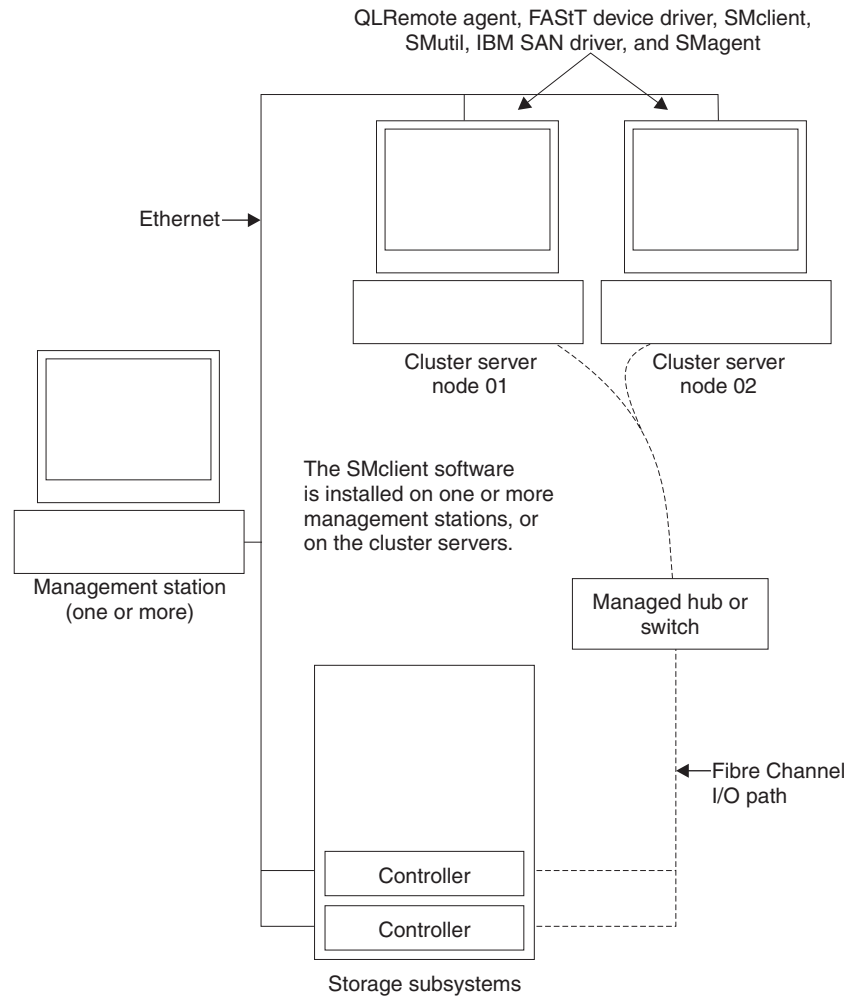 QLRemote agent, FAStT device driver, SMclient,
SMutil, IBM SAN driver, and SMagent
Ethernet
Cluster server
node 01
Cluster server
node 02
The SMclient software
is installed on one or more
management stations, or
on the cluster servers.
Management station
(one or more)
Managed hub or
switch
Fibre Channel
I/O path
Controller
Controller
Storage subsystems